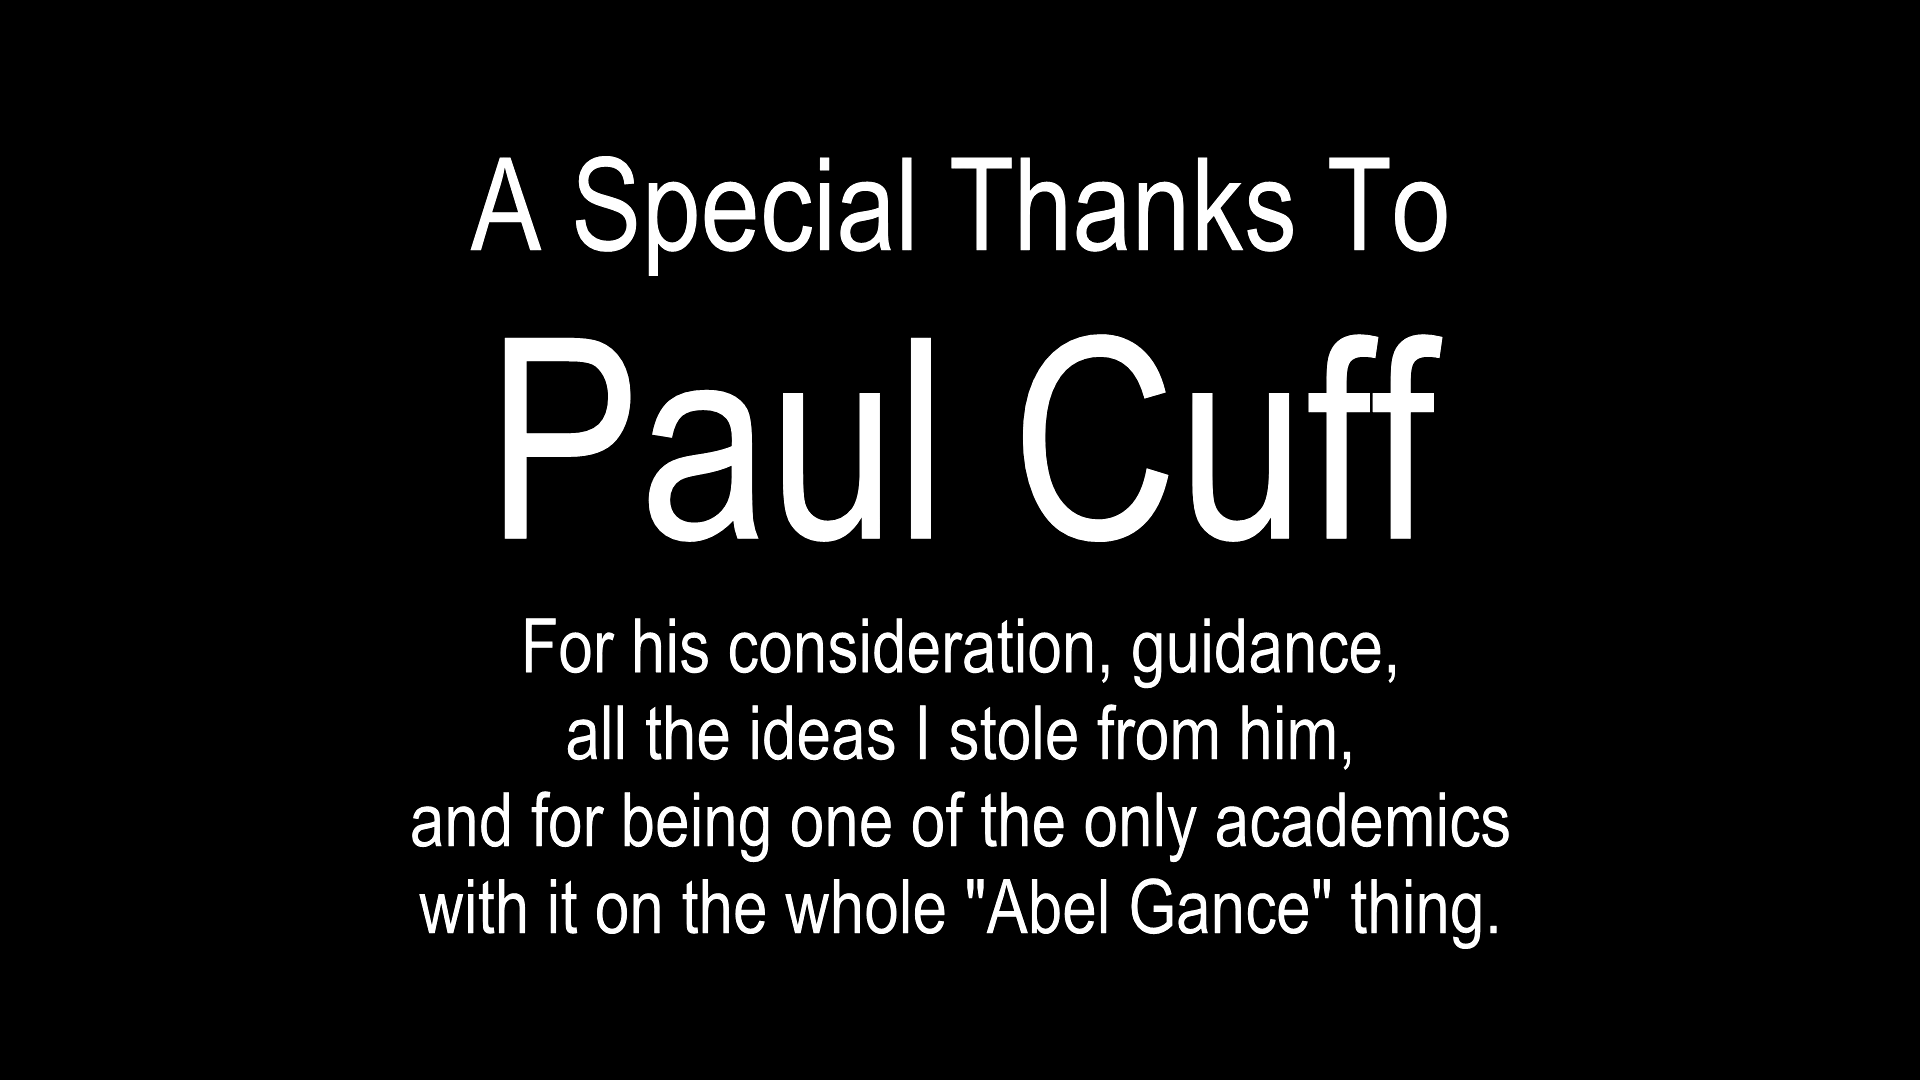 A Special Thanks To
Paul Cuff
For his consideration, guidance,
all the ideas I stole from him,
and for being one of the only academics
with it on the whole "Abel Gance" thing.